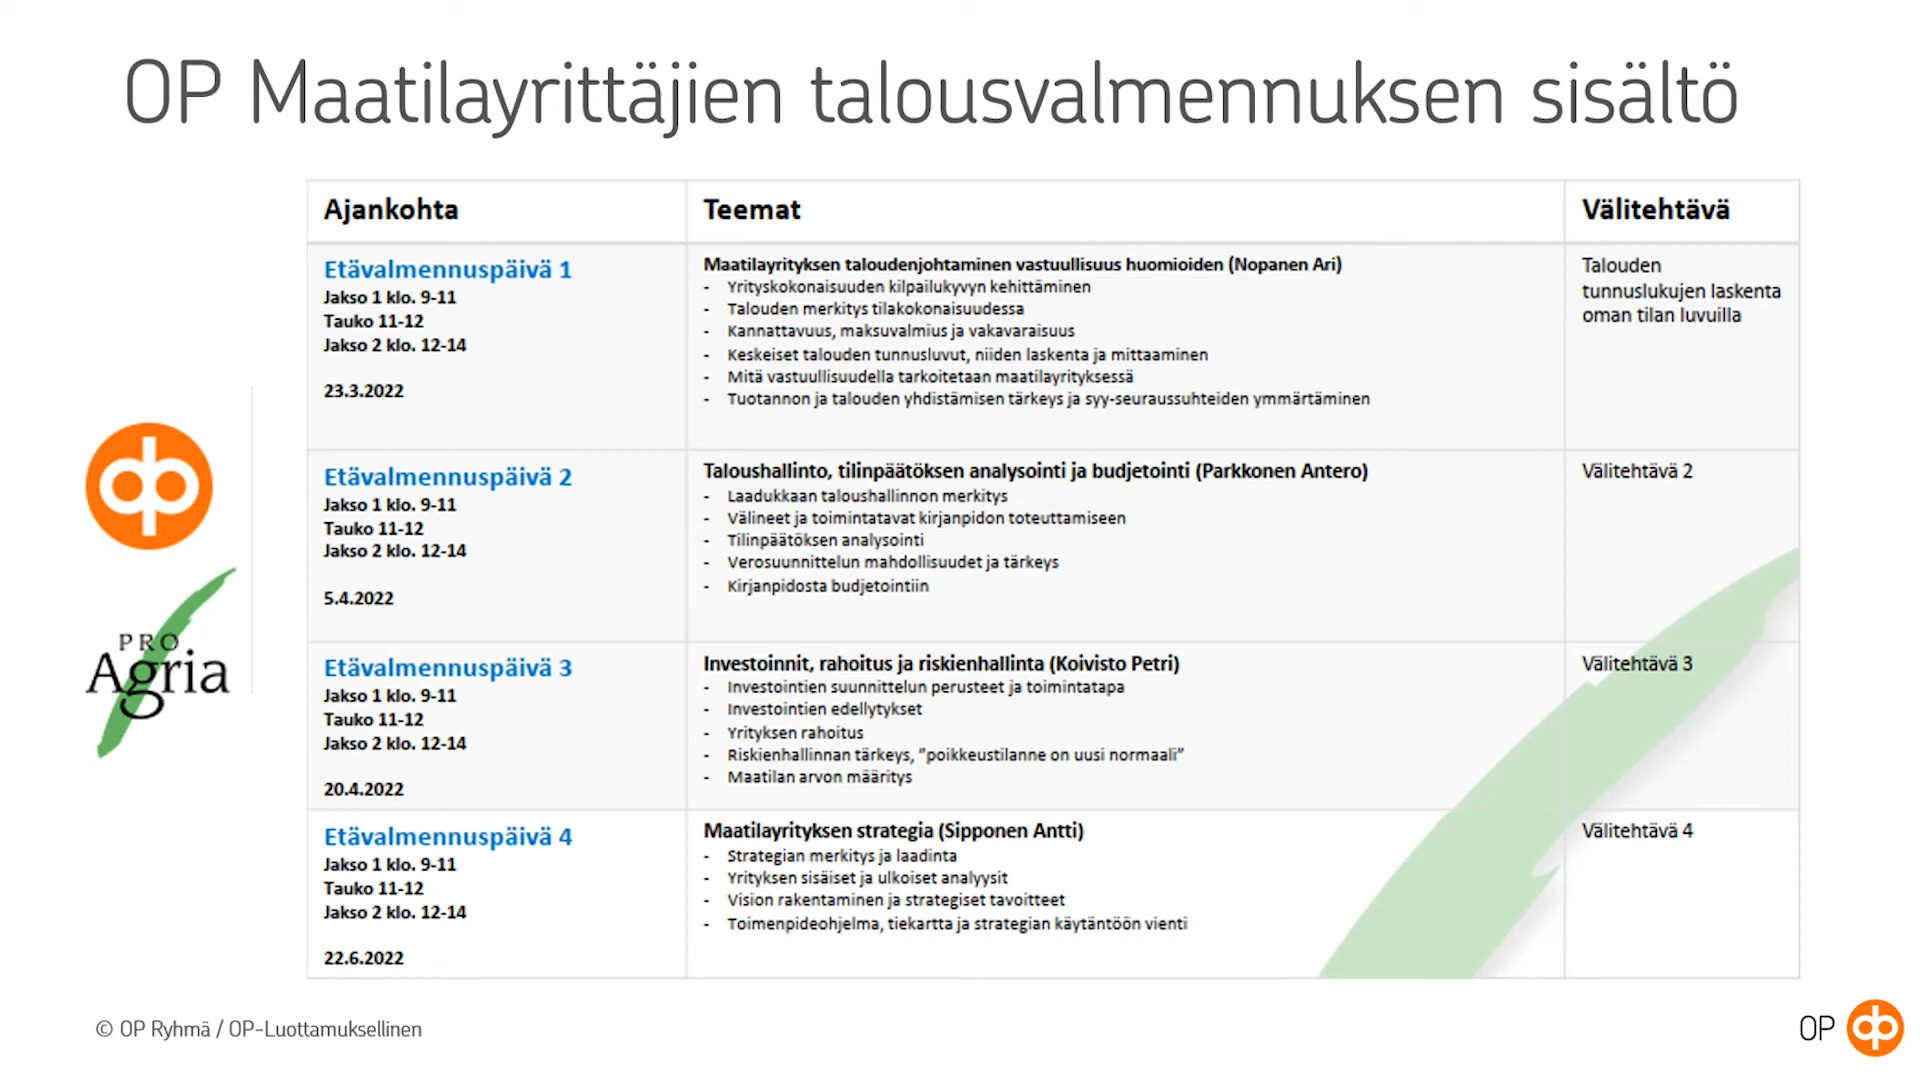 OP Maatilayrittäjien talousvalmennuksen sisältö
Ajankohta
Teemat
Välitehtävä
Etävalmennuspäivä 1
Jakso 1 klo. 9-11
Tauko 11-12
Jakso 2 klo. 12-14
23.3.2022
Maatilayrityksen taloudenjohtaminen vastuullisuus huomioiden (Nopanen Ari)
- Yrityskokonaisuuden kilpailukyvyn kehittäminen
- Talouden merkitys tilakokonaisuudessa
- Kannattavuus, maksuvalmius ja vakavaraisuus
- Keskeiset talouden tunnusluvut, niiden laskenta ja mittaaminen
- Mitä vastuullisuudella tarkoitetaan maatilayrityksessä
- Tuotannon ja talouden yhdistämisen tärkeys ja syy-seuraussuhteiden ymmärtäminen
Talouden
tunnuslukujen laskenta
oman tilan luvuilla
Etävalmennuspäivä 2
Jakso 1 klo. 9-11
Tauko 11-12
Jakso 2 klo. 12-14
5.4.2022
Taloushallinto, tilinpäätöksen analysointi ja budjetointi (Parkkonen Antero)
- Laadukkaan taloushallinnon merkitys
- Välineet ja toimintatavat kirjanpidon toteuttamiseen
- Tilinpäätöksen analysointi
- Verosuunnittelun mahdollisuudet ja tärkeys
- Kirjanpidosta budjetointiin
Välitehtävä 2
Etävalmennuspäivä 3
Jakso 1 klo. 9-11
Tauko 11-12
Jakso 2 klo. 12-14
20.4.2022
Investoinnit, rahoitus ja riskienhallinta (Koivisto Petri)
- Investointien suunnittelun perusteet ja toimintatapa
- Investointien edellytykset
- Yrityksen rahoitus
- Riskienhallinnan tärkeys, ”poikkeustilanne on uusi normaali”
- Maatilan arvon määritys
Välitehtävä 3
Etävalmennuspäivä 4
Jakso 1 klo. 9-11
Tauko 11-12
Jakso 2 klo. 12-14
22.6.2022
Maatilayrityksen strategia (Sipponen Antti)
- Strategian merkitys ja laadinta
- Yrityksen sisäiset ja ulkoiset analyysit
- Vision rakentaminen ja strategiset tavoitteet
- Toimenpideohjelma, tiekartta ja strategian käytäntöön vienti
Välitehtävä 4
PRO
Agria
© OP Ryhmä / OP-Luottamuksellinen
OP